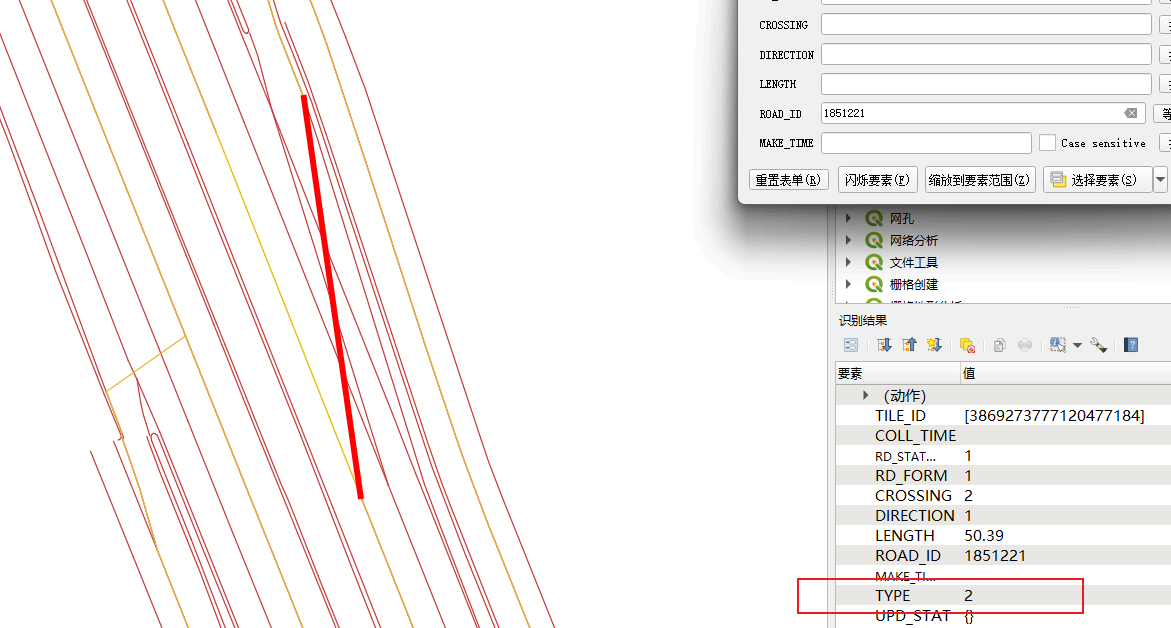 CROSSING
DIRECTION
LENGTH
ROAD_ID 1851221
MAKE_TIME Case sensitive
重置表单(R) 闪烁要素(F) 缩放到要素范围(Z) 选择要素(S)
网孔
网络分析
文件工具
栅格创建
识别结果
要素 值
(动作)
TILE_ID [3869273777120477184]
COLL_TIME
RD_STAT... 1
RD_FORM 1
CROSSING 2
DIRECTION 1
LENGTH 50.39
ROAD_ID 1851221
MAKE_TI...
TYPE 2
UPD_STAT {}